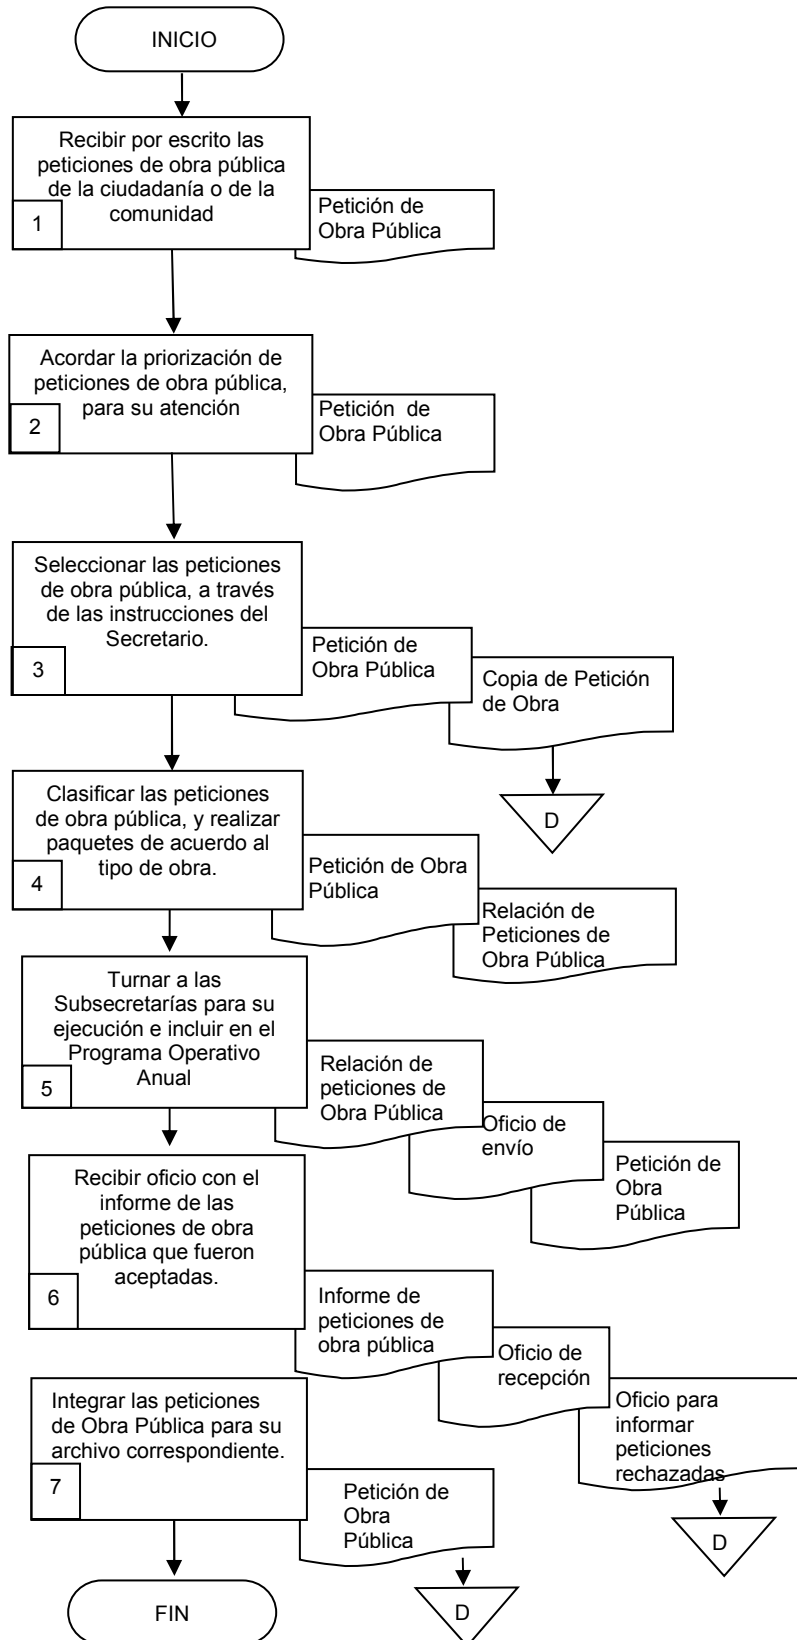 INICIO
Recibir por escrito las
peticiones de obra pública
de la ciudadanía o de la
comunidad
1
Petición de
Obra Pública
Acordar la priorización de
peticiones de obra pública,
para su atención
2
Petición de
Obra Pública
Seleccionar las peticiones
de obra pública, a través
de las instrucciones del
Secretario.
3
Petición de
Obra Pública
Copia de Petición
de Obra
D
Clasificar las peticiones
de obra pública, y realizar
paquetes de acuerdo al
tipo de obra.
4
Petición de Obra
Pública
Relación de
Peticiones de
Obra Pública
Turnar a las
Subsecretarías para su
ejecución e incluir en el
Programa Operativo
Anual
5
Relación de
peticiones de
Obra Pública
Oficio de
envío
Petición de
Obra
Pública
Recibir oficio con el
informe de las
peticiones de obra
pública que fueron
aceptadas.
6
Informe de
peticiones de
obra pública
Oficio de
recepción
Oficio para
informar
peticiones
rechazadas
D
Integrar las peticiones
de Obra Pública para su
archivo correspondiente.
7
Petición de
Obra
Pública
D
FIN